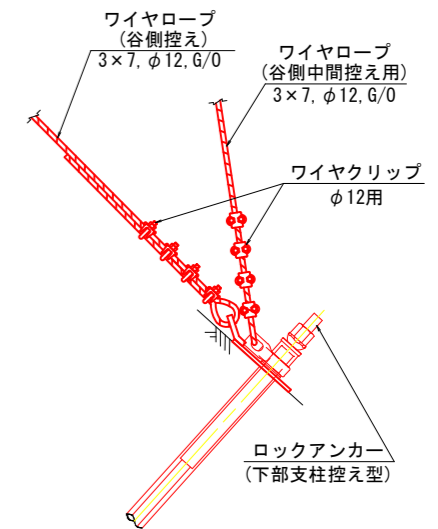 ワイヤロープ
(谷側控え)
3×7,φ12,G/O
ワイヤロープ
(谷側中間控え用)
3×7,φ12,G/O
ワイヤクリップ
φ12用
ロックアンカー
(下部支柱控え型)